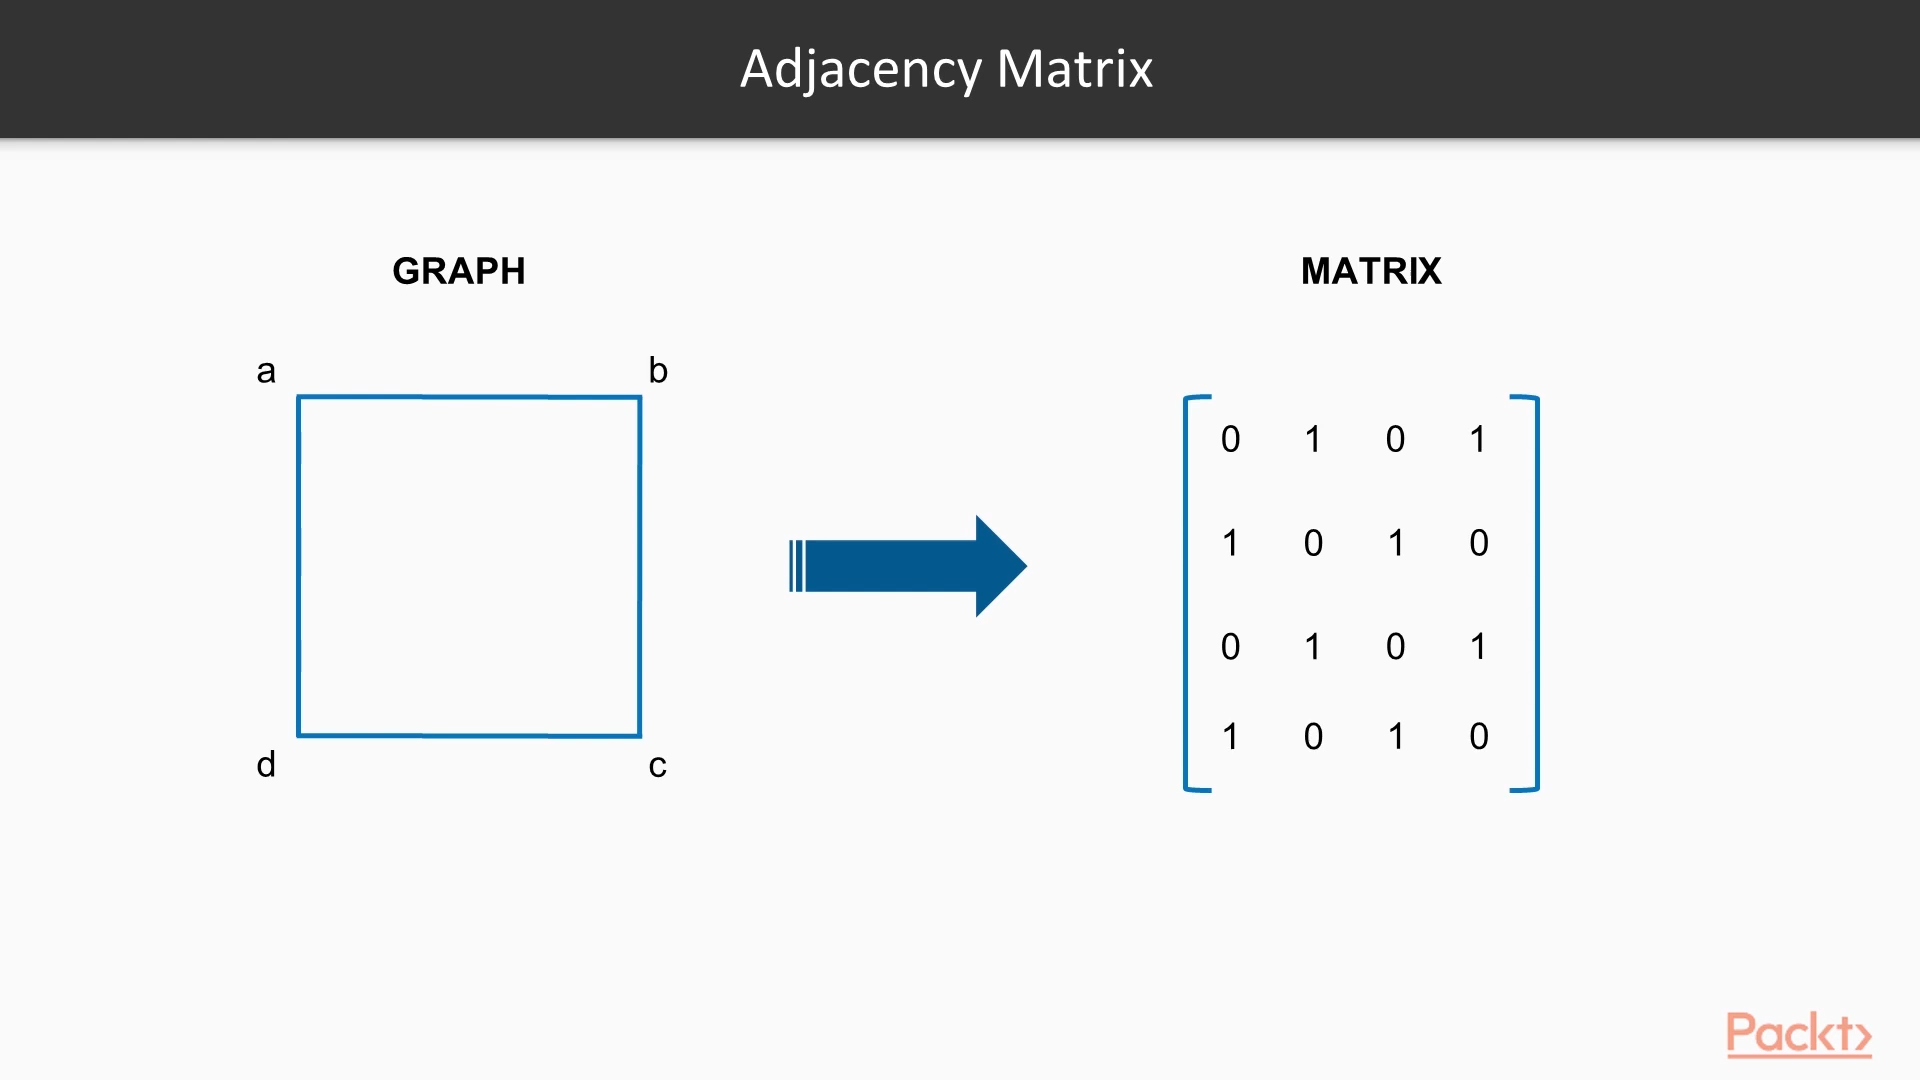 Adjacency Matrix
GRAPH
a b
d c
MATRIX
0 1 0 1
1 0 1 0
0 1 0 1
1 0 1 0
Packt>